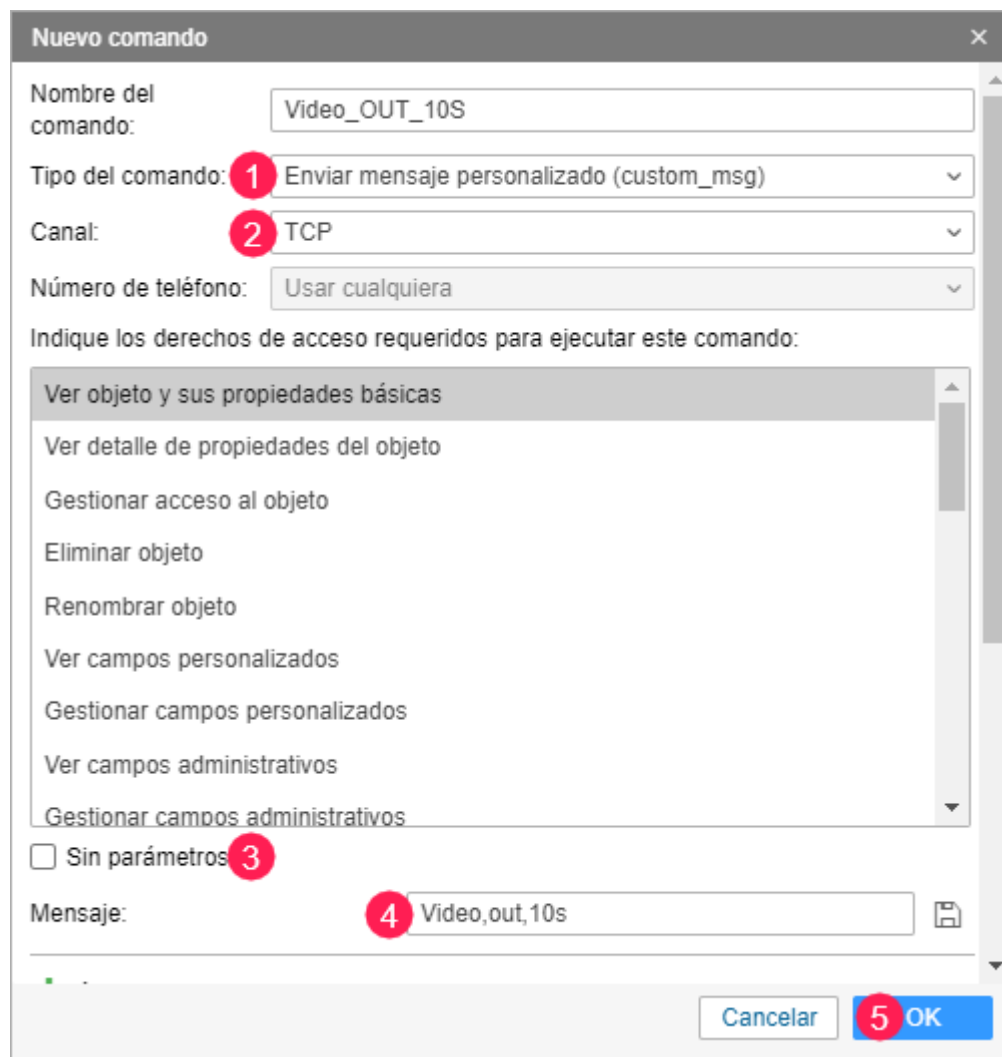 Nuevo comando
Nombre del
comando:
Video_OUT_10S
Tipo del comando: 1 Enviar mensaje personalizado (custom_msg)
Canal: 2 TCP
Número de teléfono: Usar cualquiera
Indique los derechos de acceso requeridos para ejecutar este comando:
Ver objeto y sus propiedades básicas
Ver detalle de propiedades del objeto
Gestionar acceso al objeto
Eliminar objeto
Renombrar objeto
Ver campos personalizados
Gestionar campos personalizados
Ver campos administrativos
Gestionar campos administrativos
Sin parámetros 3
Mensaje: 4 Video,out,10s
Cancelar 5 OK